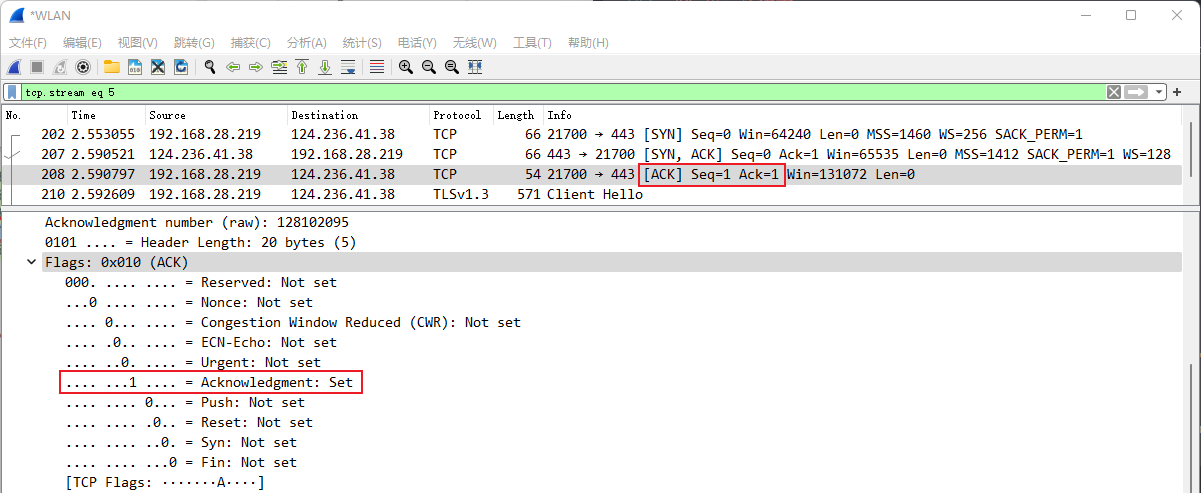 *WLAN
文件(F) 编辑(E) 视图(V) 跳转(G) 捕获(C) 分析(A) 统计(S) 电话(Y) 无线(W) 工具(T) 帮助(H)
tcp.stream eq 5
No. Time Source Destination Protocol Length Info
202 2.553055 192.168.28.219 124.236.41.38 TCP 66 21700 → 443 [SYN] Seq=0 Win=64240 Len=0 MSS=1460 WS=256 SACK_PERM=1
207 2.590521 124.236.41.38 192.168.28.219 TCP 66 443 → 21700 [SYN, ACK] Seq=0 Ack=1 Win=65535 Len=0 MSS=1412 SACK_PERM=1 WS=128
208 2.590797 192.168.28.219 124.236.41.38 TCP 54 21700 → 443 [ACK] Seq=1 Ack=1 Win=131072 Len=0
210 2.592609 192.168.28.219 124.236.41.38 TLSv1.3 571 Client Hello
Acknowledgment number (raw): 128102095
0101 .... = Header Length: 20 bytes (5)
Flags: 0x010 (ACK)
000. .... .... = Reserved: Not set
...0 .... .... = Nonce: Not set
.... 0... .... = Congestion Window Reduced (CWR): Not set
.... .0.. .... = ECN-Echo: Not set
.... ..0. .... = Urgent: Not set
.... ...1 .... = Acknowledgment: Set
.... .... 0... = Push: Not set
.... .... .0.. = Reset: Not set
.... .... ..0. = Syn: Not set
.... .... ...0 = Fin: Not set
[TCP Flags: ·······A····]